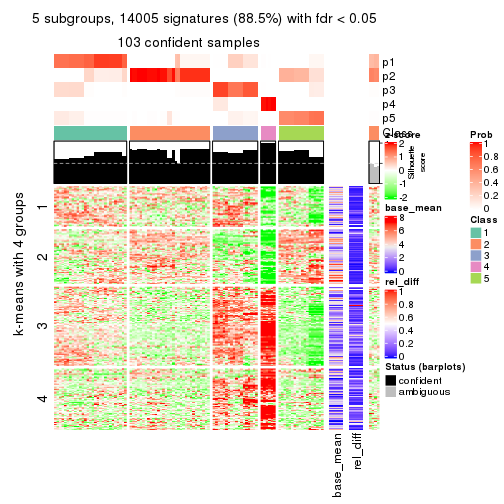 5 subgroups, 14005 signatures (88.5%) with fdr < 0.05
103 confident samples
p1
p2
p3
p4
p5
Class
Silhouette
score
k-means with 4 groups
1
2
3
4
base_mean
rel_diff
z-score
2
1
0
-1
-2
base_mean
8
6
4
2
0
rel_diff
1
0.8
0.6
0.4
0.2
0
Status (barplots)
confident
ambiguous
Prob
1
0.8
0.6
0.4
0.2
0
Class
1
2
3
4
5